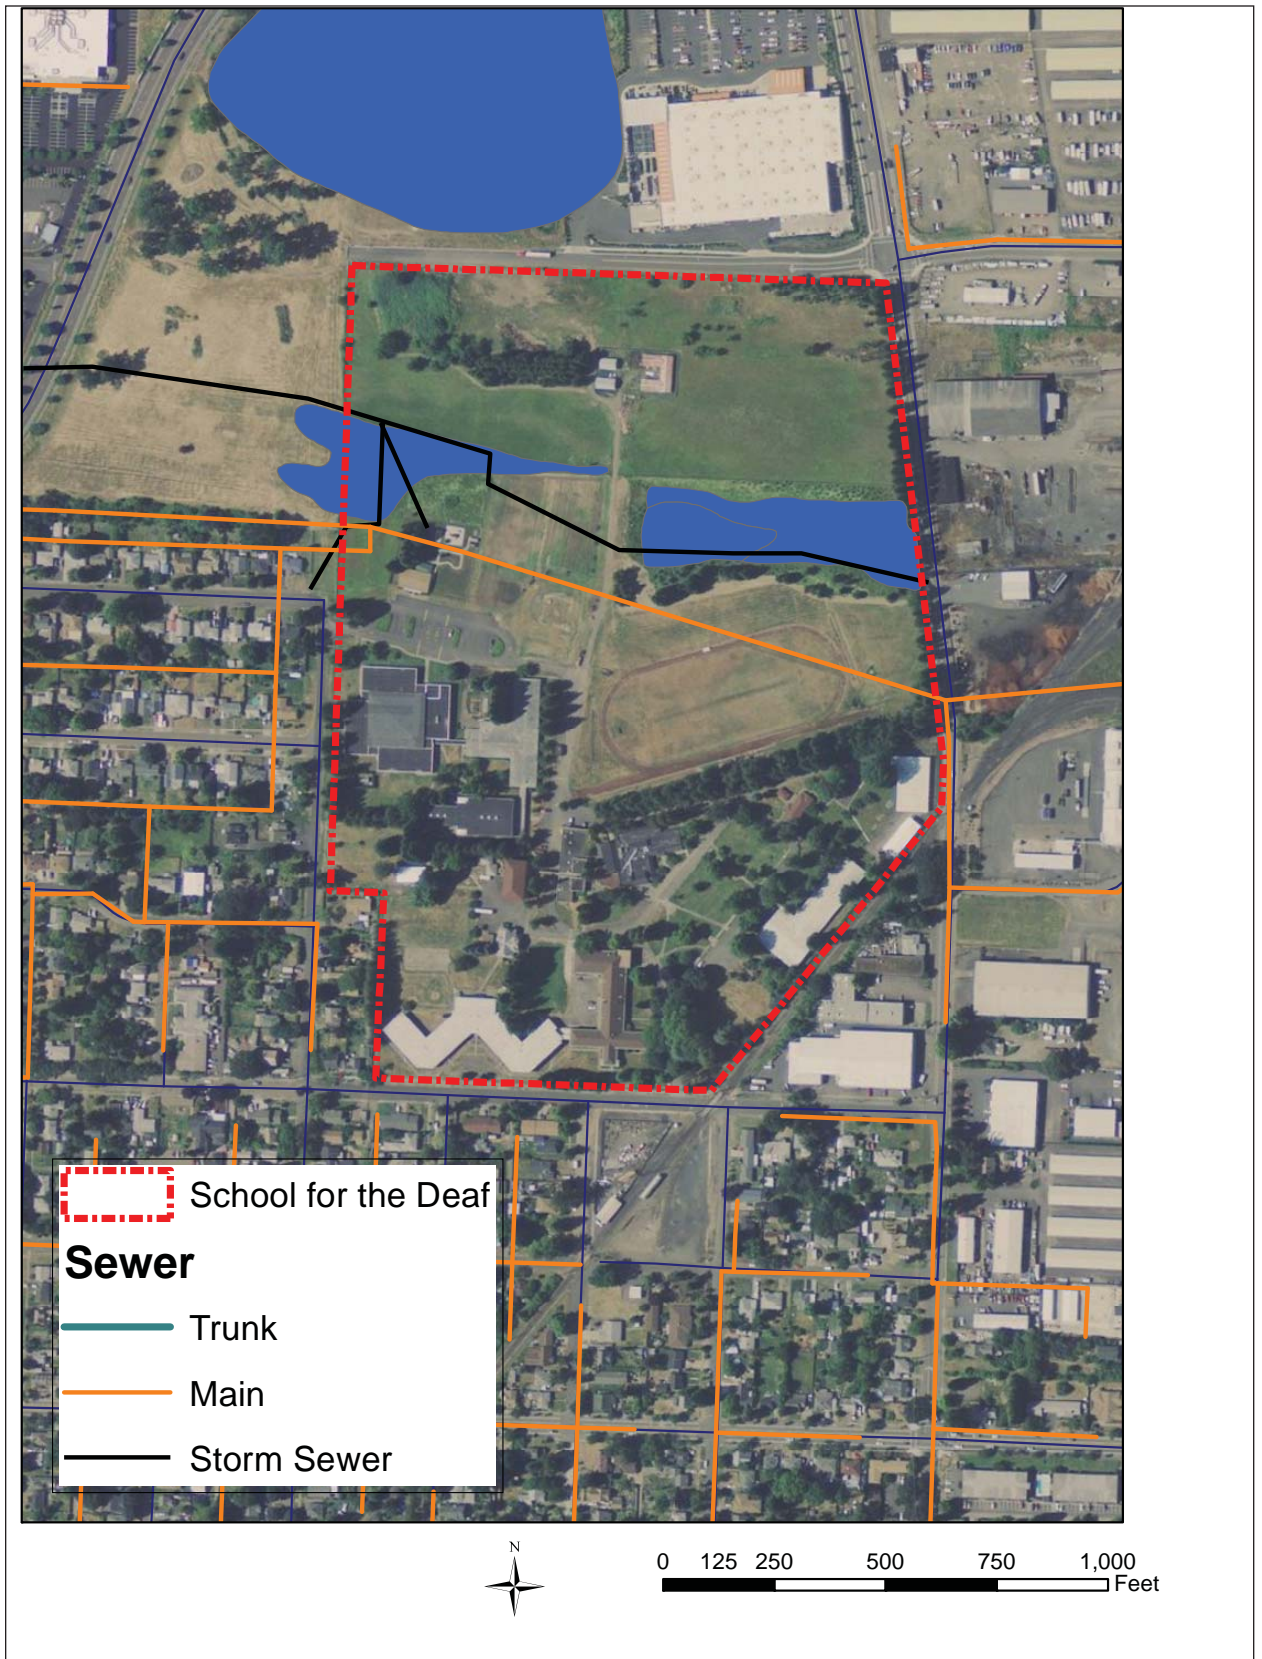 School for the Deaf
Sewer
Trunk
Main
Storm Sewer
N
0 125 250 500 750 1,000
Feet